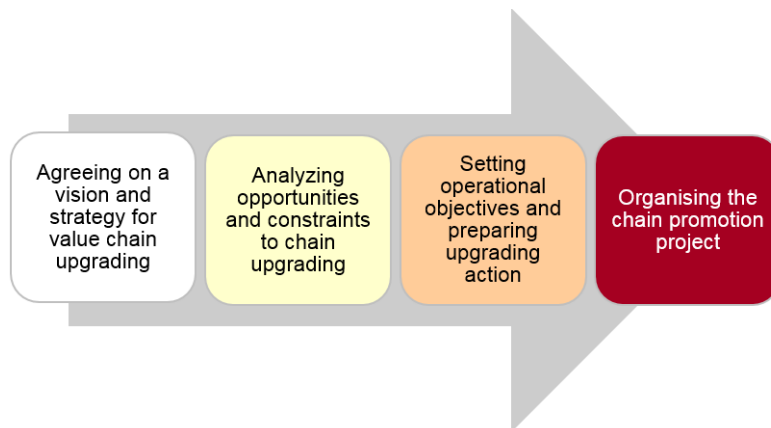 Agreeing on a
vision and
strategy for
value chain
upgrading
Analyzing
opportunities
and constraints
to chain
upgrading
Setting
operational
objectives and
preparing
upgrading
action
Organising the
chain promotion
project